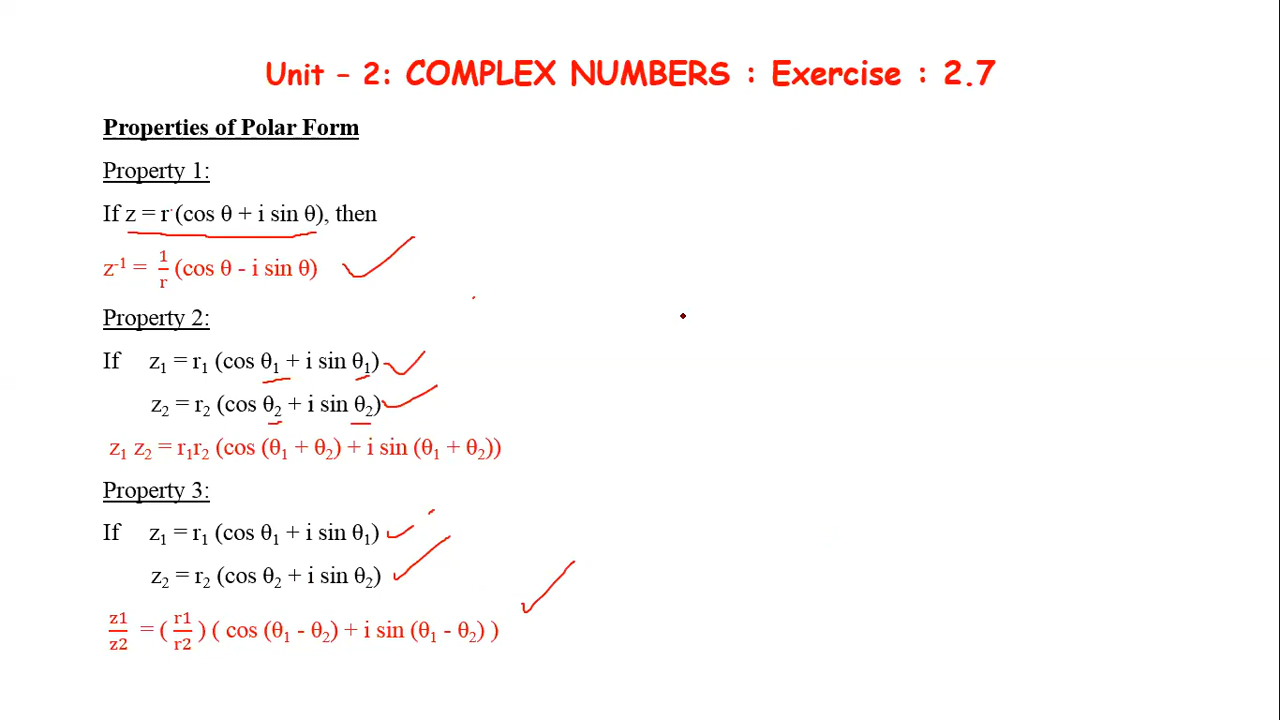 Unit – 2: COMPLEX NUMBERS : Exercise : 2.7
Properties of Polar Form
Property 1:
If z = r (cos θ + i sin θ), then
z⁻¹ = 1/r (cos θ - i sin θ)
Property 2:
If z₁ = r₁ (cos θ₁ + i sin θ₁)
z₂ = r₂ (cos θ₂ + i sin θ₂)
z₁ z₂ = r₁r₂ (cos (θ₁ + θ₂) + i sin (θ₁ + θ₂))
Property 3:
If z₁ = r₁ (cos θ₁ + i sin θ₁)
z₂ = r₂ (cos θ₂ + i sin θ₂)
z1/z2 = ( r1/r2 ) ( cos (θ₁ - θ₂) + i sin (θ₁ - θ₂) )